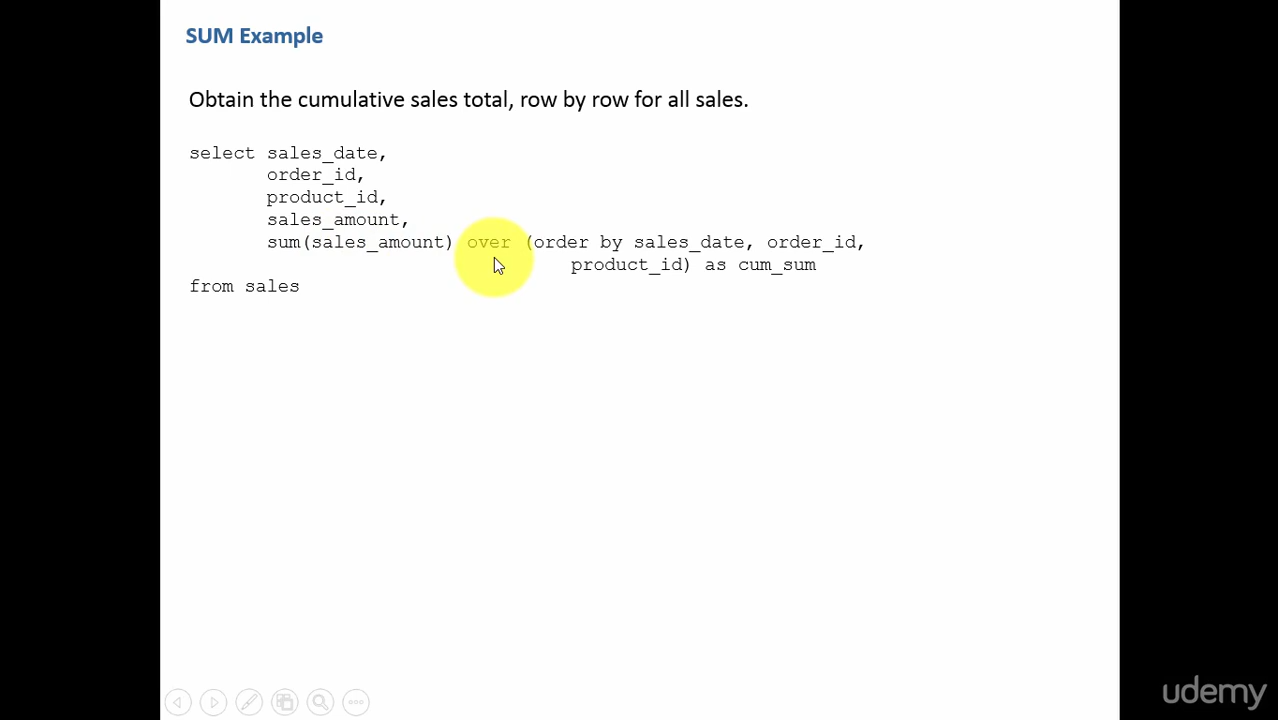 SUM Example
Obtain the cumulative sales total, row by row for all sales.
select sales_date,
order_id,
product_id,
sales_amount,
sum(sales_amount) over (order by sales_date, order_id,
product_id) as cum_sum
from sales
udemy